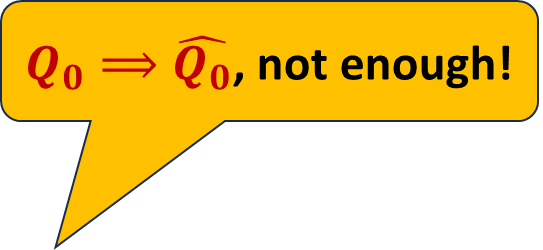 Q₀ ⟹ Q̂₀, not enough!